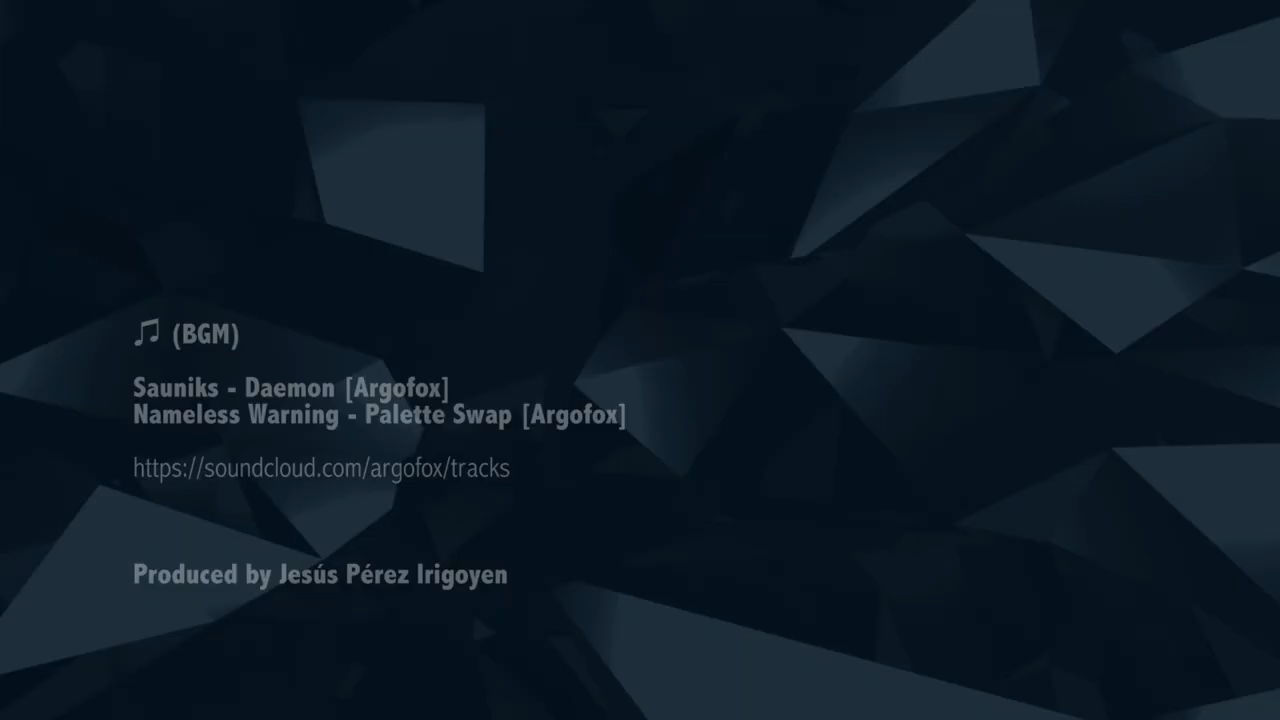 🎵 (BGM)
Sauniks - Daemon [Argofox]
Nameless Warning - Palette Swap [Argofox]
https://soundcloud.com/argofox/tracks
Produced by Jesús Pérez Irigoyen